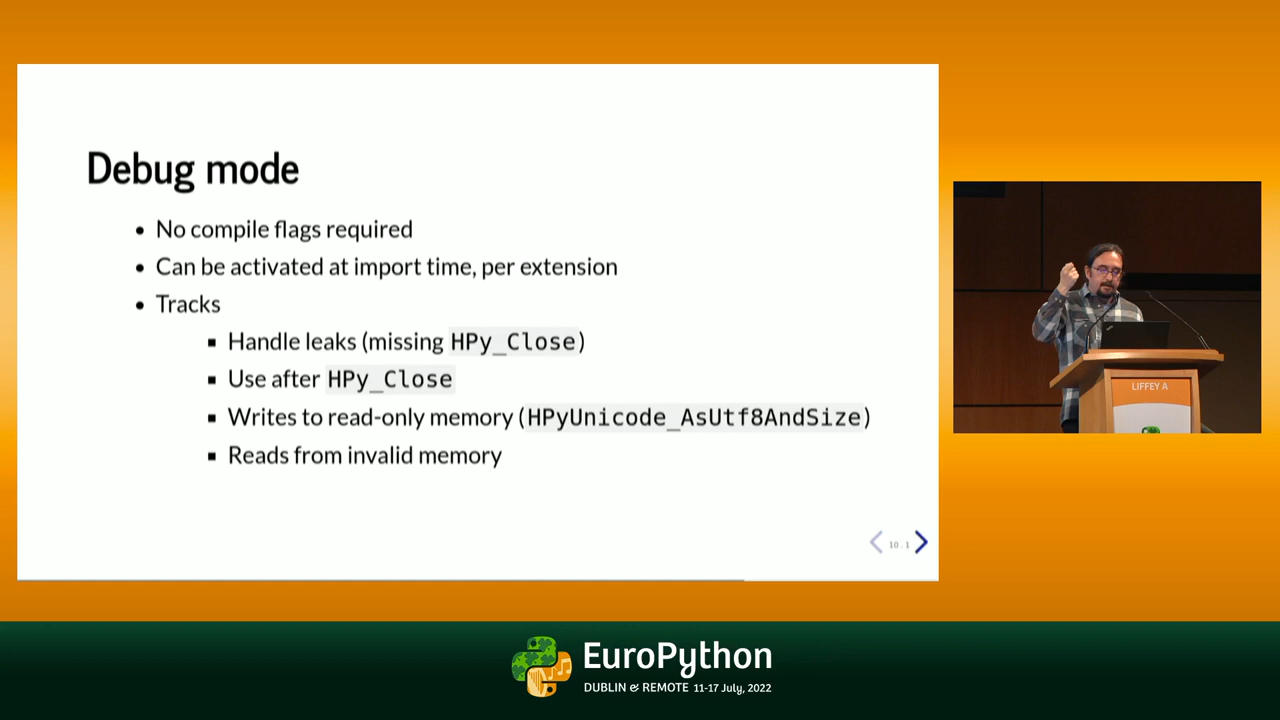 Debug mode
No compile flags required
Can be activated at import time, per extension
Tracks
Handle leaks (missing HPy_Close)
Use after HPy_Close
Writes to read-only memory (HPyUnicode_AsUtf8AndSize)
Reads from invalid memory
10.1
LIFFEY A
EuroPython
DUBLIN & REMOTE 11-17 July, 2022